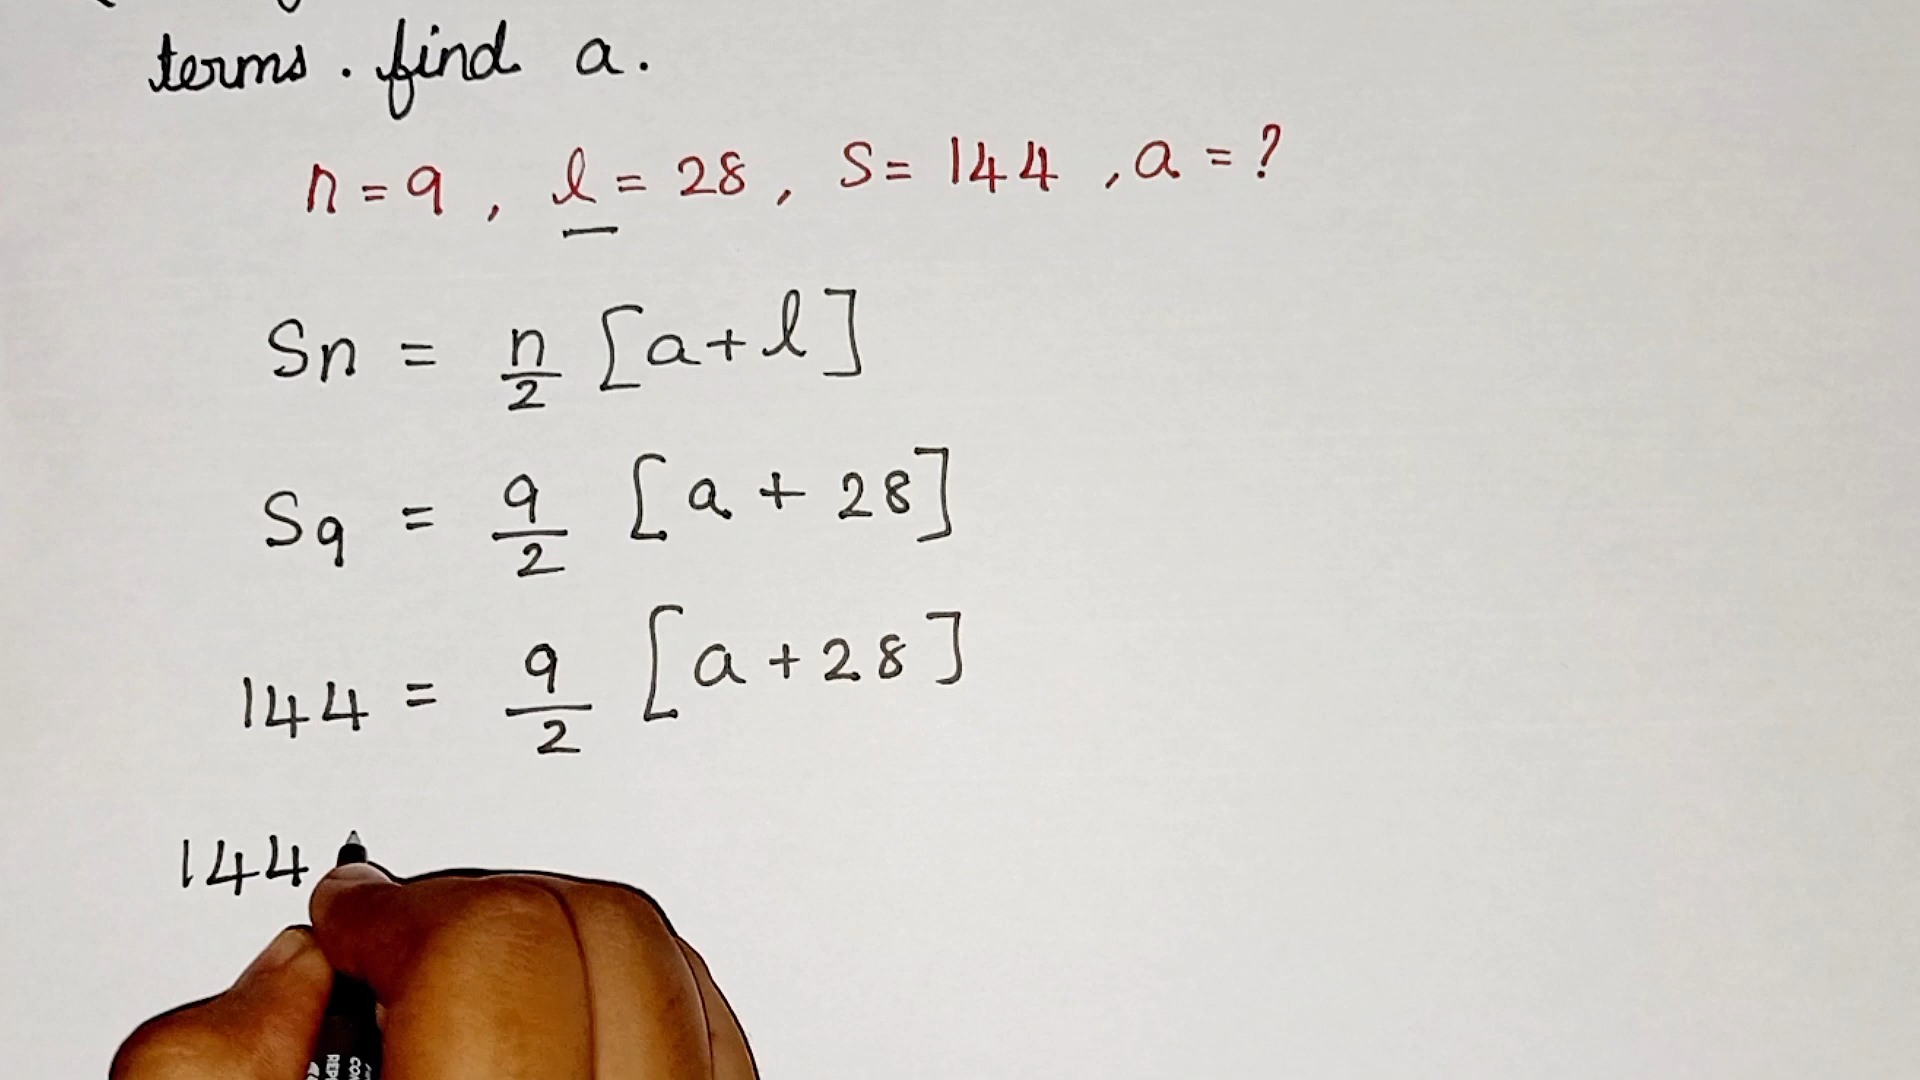 terms . find a.
n = 9 , l = 28 , S = 144 , a = ?
Sn = n/2 [a + l]
S9 = 9/2 [a + 28]
144 = 9/2 [a + 28]
144